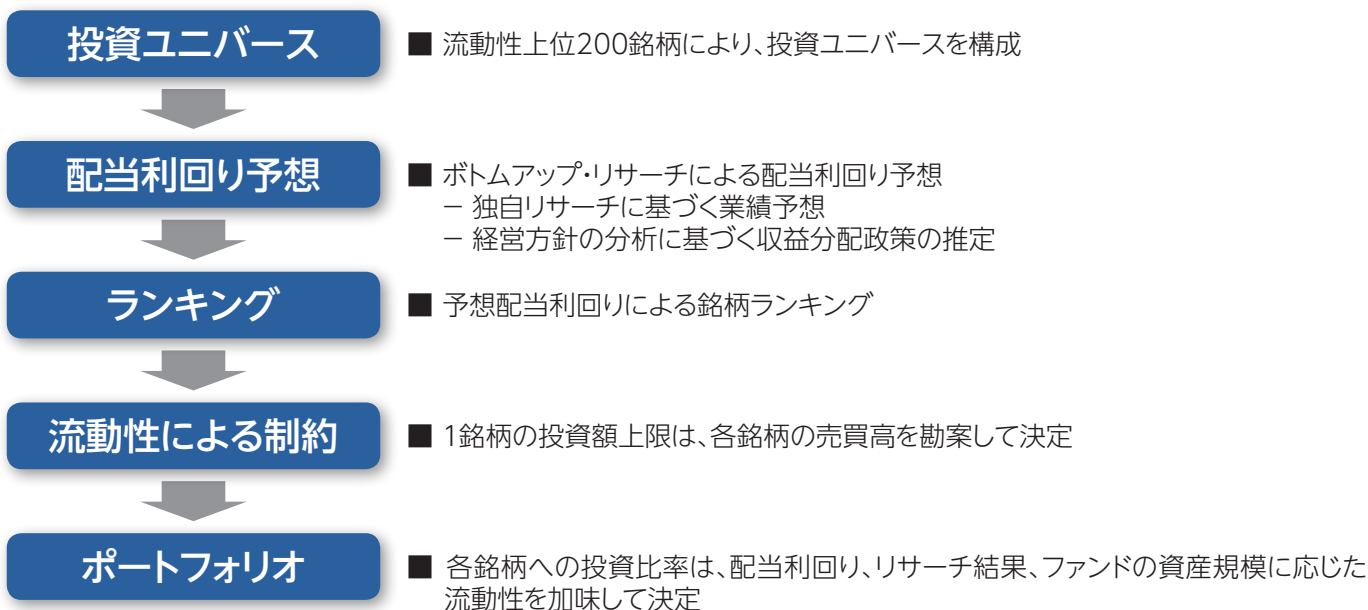 投資ユニバース
■ 流動性上位200銘柄により、投資ユニバースを構成
配当利回り予想
■ ボトムアップ・リサーチによる配当利回り予想
− 独自リサーチに基づく業績予想
− 経営方針の分析に基づく収益分配政策の推定
ランキング
■ 予想配当利回りによる銘柄ランキング
流動性による制約
■ 1銘柄の投資額上限は、各銘柄の売買高を勘案して決定
ポートフォリオ
■ 各銘柄への投資比率は、配当利回り、リサーチ結果、ファンドの資産規模に応じた
流動性を加味して決定